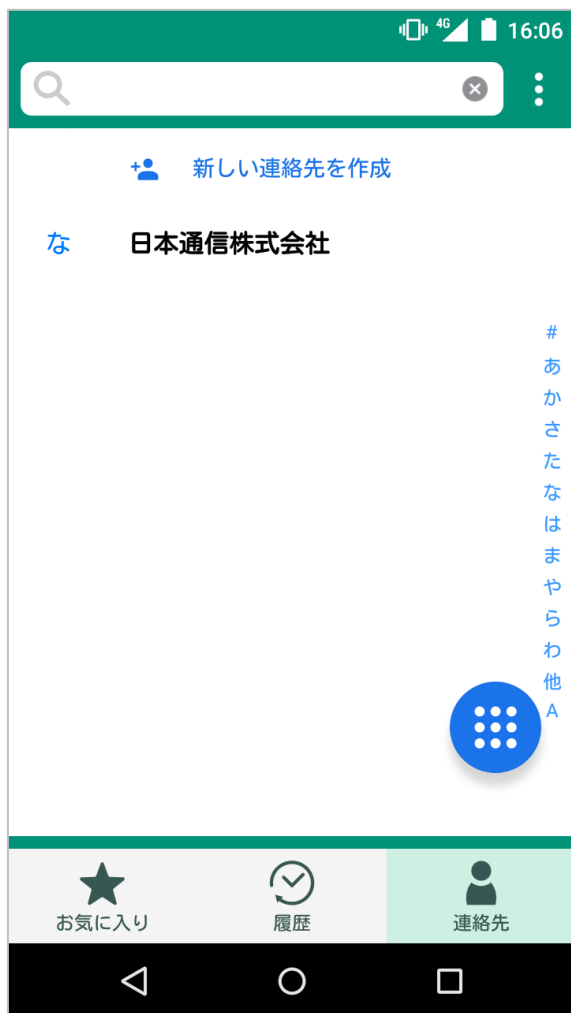 4G 16:06
新しい連絡先を作成
な 日本通信株式会社
#
あ
か
さ
た
な
は
ま
や
ら
わ
他
A
お気に入り 履歴 連絡先